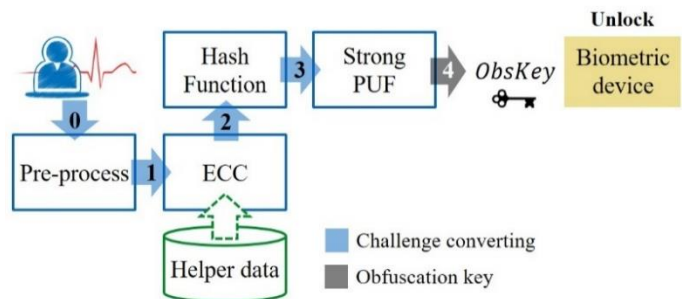 Unlock
Hash
Function
3
Strong
PUF
4
ObsKey
Biometric
device
0
2
Pre-process
1
ECC
Helper data
Challenge converting
Obfuscation key